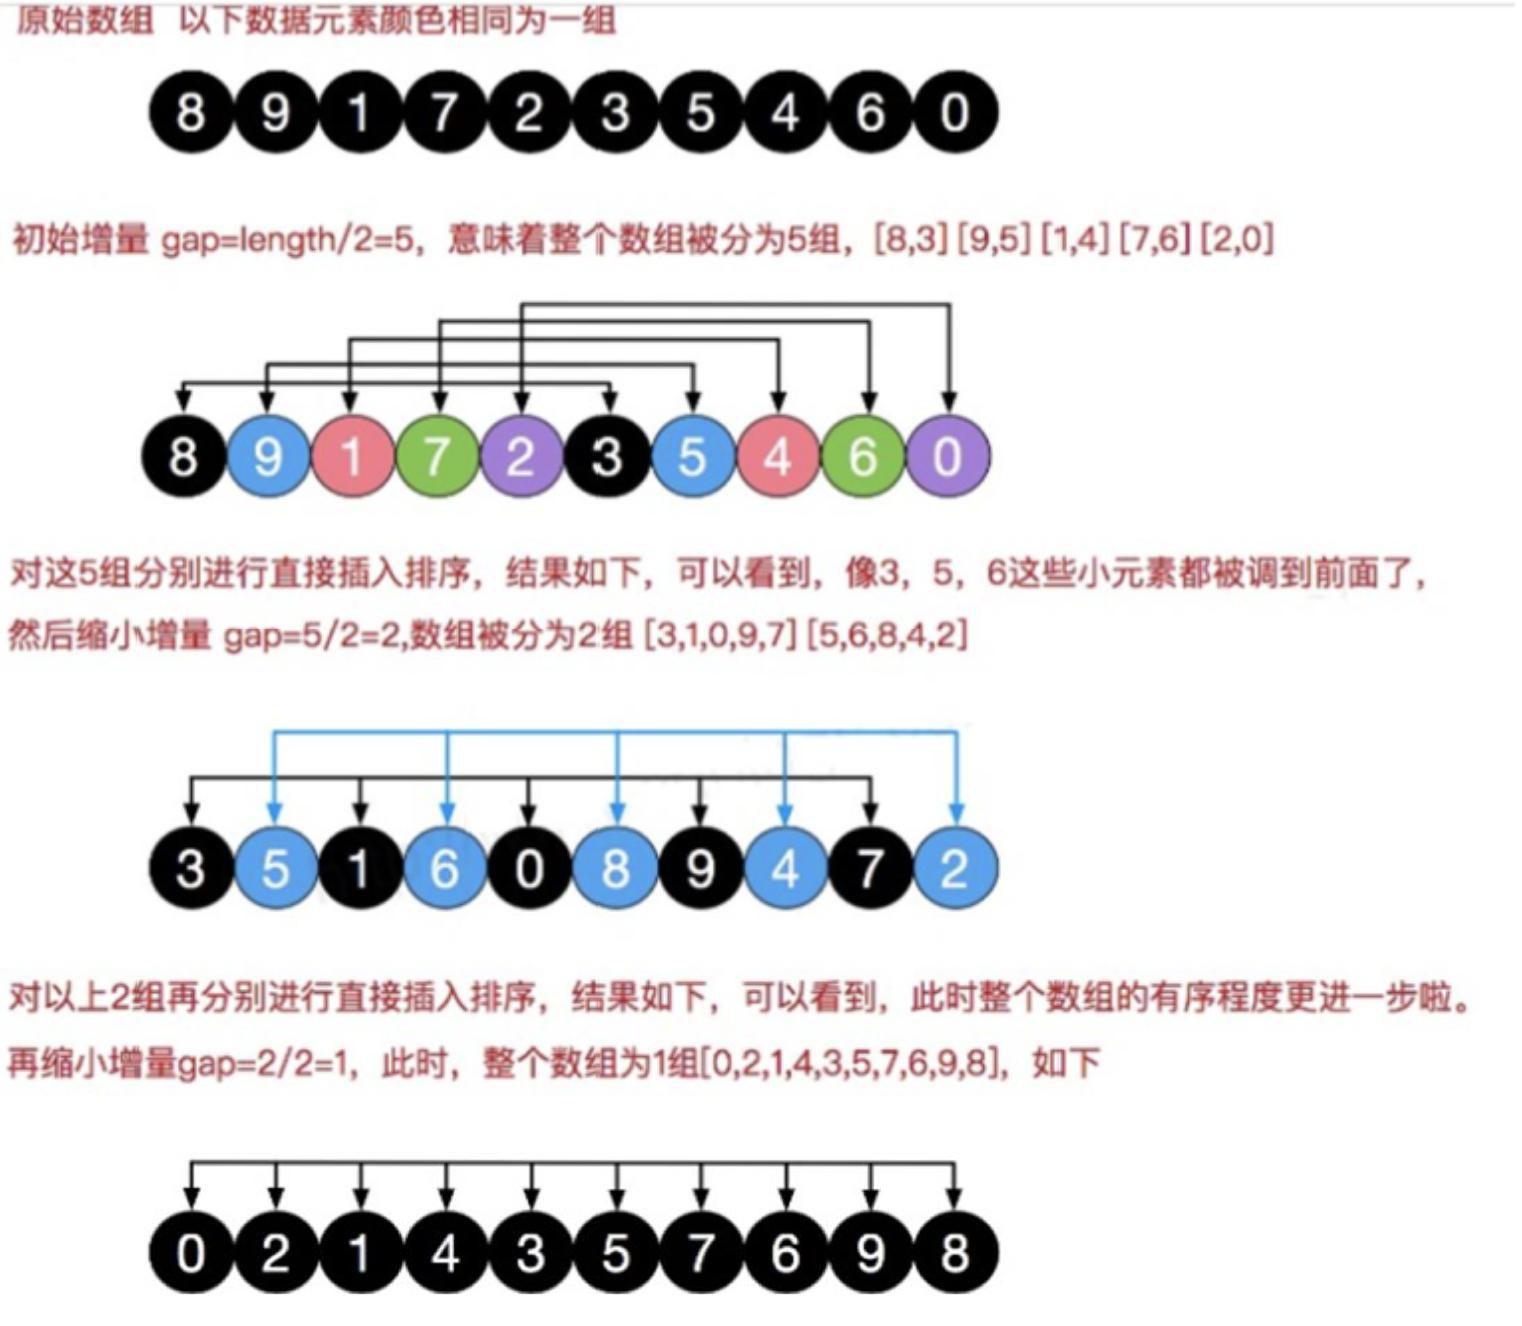 原始数组 以下数据元素颜色相同为一组
8 9 1 7 2 3 5 4 6 0
初始增量 gap=length/2=5，意味着整个数组被分为5组，[8,3] [9,5] [1,4] [7,6] [2,0]
8 9 1 7 2 3 5 4 6 0
对这5组分别进行直接插入排序，结果如下，可以看到，像3，5，6这些小元素都被调到前面了，
然后缩小增量 gap=5/2=2,数组被分为2组 [3,1,0,9,7] [5,6,8,4,2]
3 5 1 6 0 8 9 4 7 2
对以上2组再分别进行直接插入排序，结果如下，可以看到，此时整个数组的有序程度更进一步啦。
再缩小增量gap=2/2=1，此时，整个数组为1组[0,2,1,4,3,5,7,6,9,8]，如下
0 2 1 4 3 5 7 6 9 8